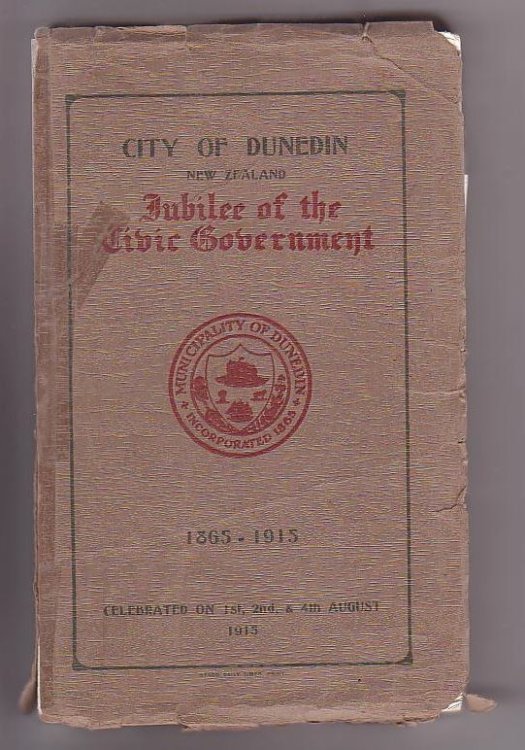 CITY OF DUNEDIN
NEW ZEALAND
Jubilee of the
Civic Government
MUNICIPALITY OF DUNEDIN
INCORPORATED 1865
1865 - 1915
CELEBRATED ON 1st, 2nd, & 4th AUGUST
1915